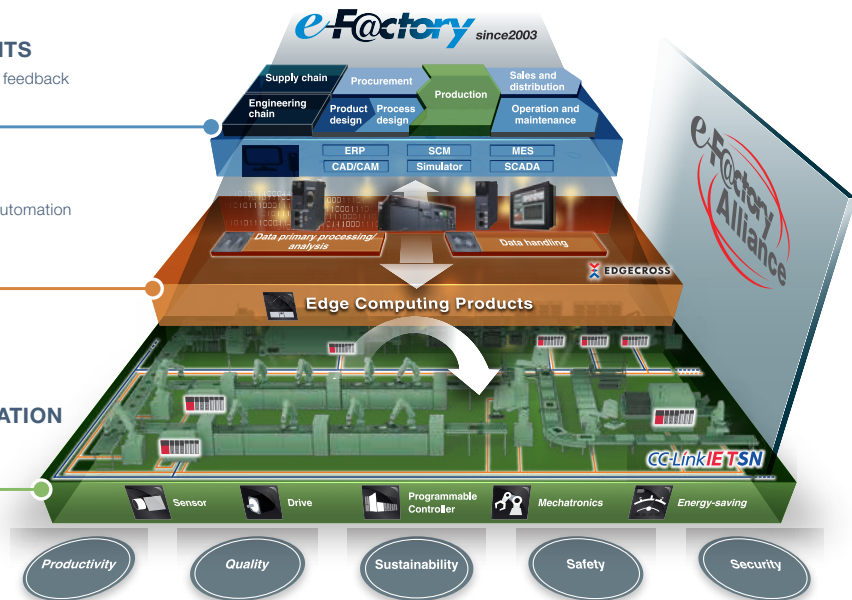 e-F@ctory since2003
ITS
feedback
Supply chain
Procurement
Sales and
distribution
Production
Engineering
chain
Product
design
Process
design
Operation and
maintenance
ERP
SCM
MES
CAD/CAM
Simulator
SCADA
utomation
Data primary processing/
analysis
Data handling
EDGECROSS
Edge Computing Products
e-F@ctory
Alliance
ATION
CC-Link IE TSN
Sensor
Drive
Programmable
Controller
Mechatronics
Energy-saving
Productivity
Quality
Sustainability
Safety
Security